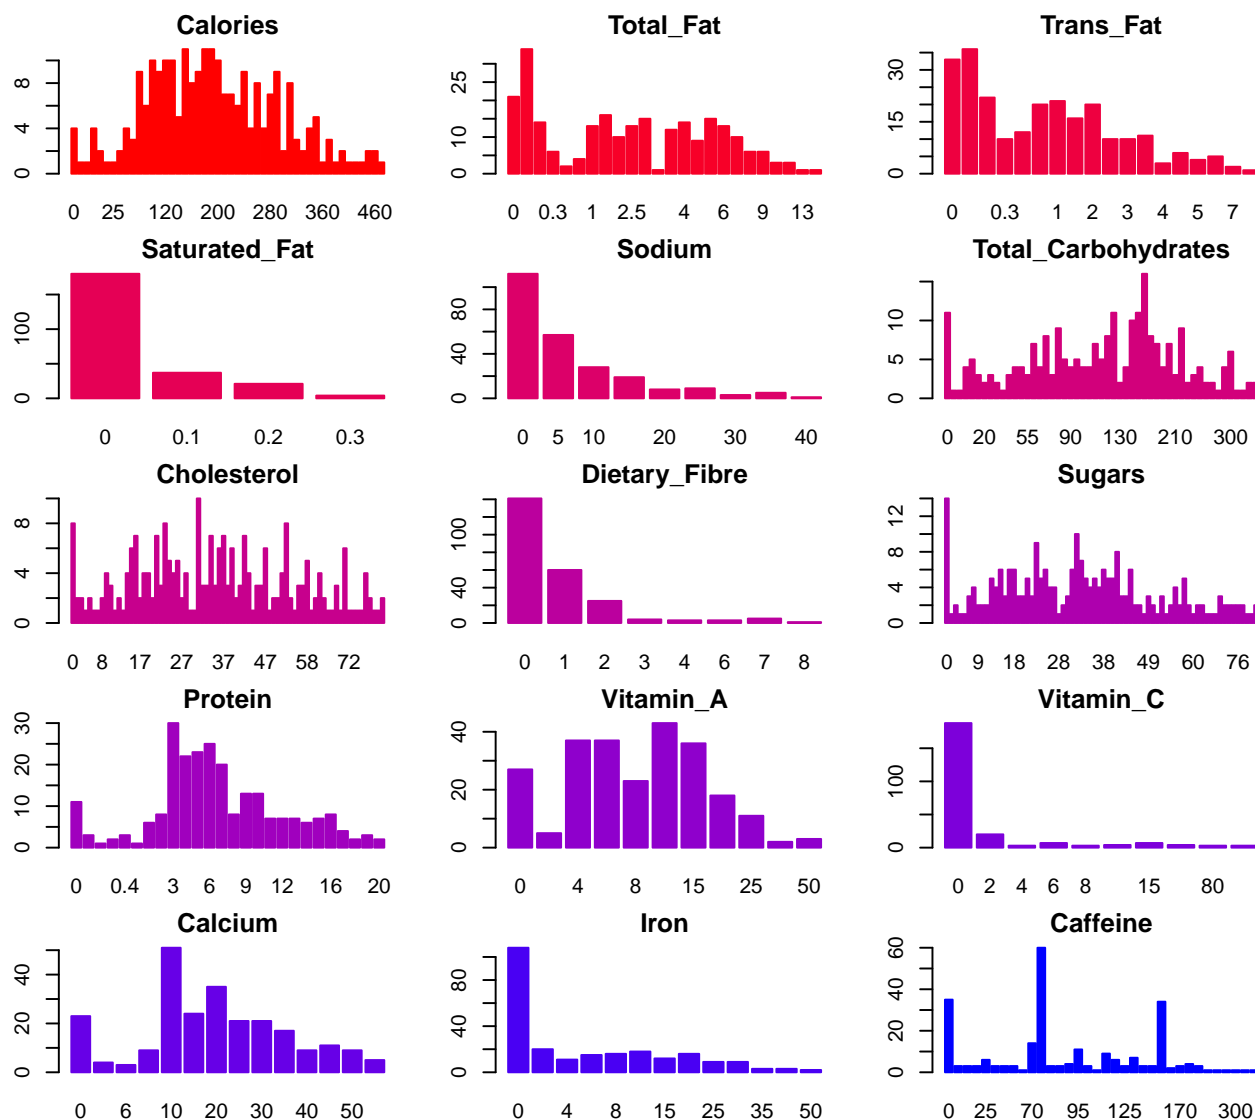 Calories
Total_Fat
Trans_Fat
0 4 8
0 10 25
0 15 30
0 25 120 200 280 360 460
0 0.3 1 2.5 4 6 9 13
0 0.3 1 2 3 4 5 7
Saturated_Fat
Sodium
Total_Carbohydrates
0 100
0 40 80
0 5 10
0 0.1 0.2 0.3
0 5 10 20 30 40
0 20 55 90 130 210 300
Cholesterol
Dietary_Fibre
Sugars
0 4 8
0 40 100
0 4 8 12
0 8 17 27 37 47 58 72
0 1 2 3 4 6 7 8
0 9 18 28 38 49 60 76
Protein
Vitamin_A
Vitamin_C
0 10 20 30
0 20 40
0 100
0 0.4 3 6 9 12 16 20
0 4 8 15 25 50
0 2 4 6 8 15 80
Calcium
Iron
Caffeine
0 20 40
0 40 80
0 20 40 60
0 6 10 20 30 40 50
0 4 8 15 25 35 50
0 25 70 95 125 170 300